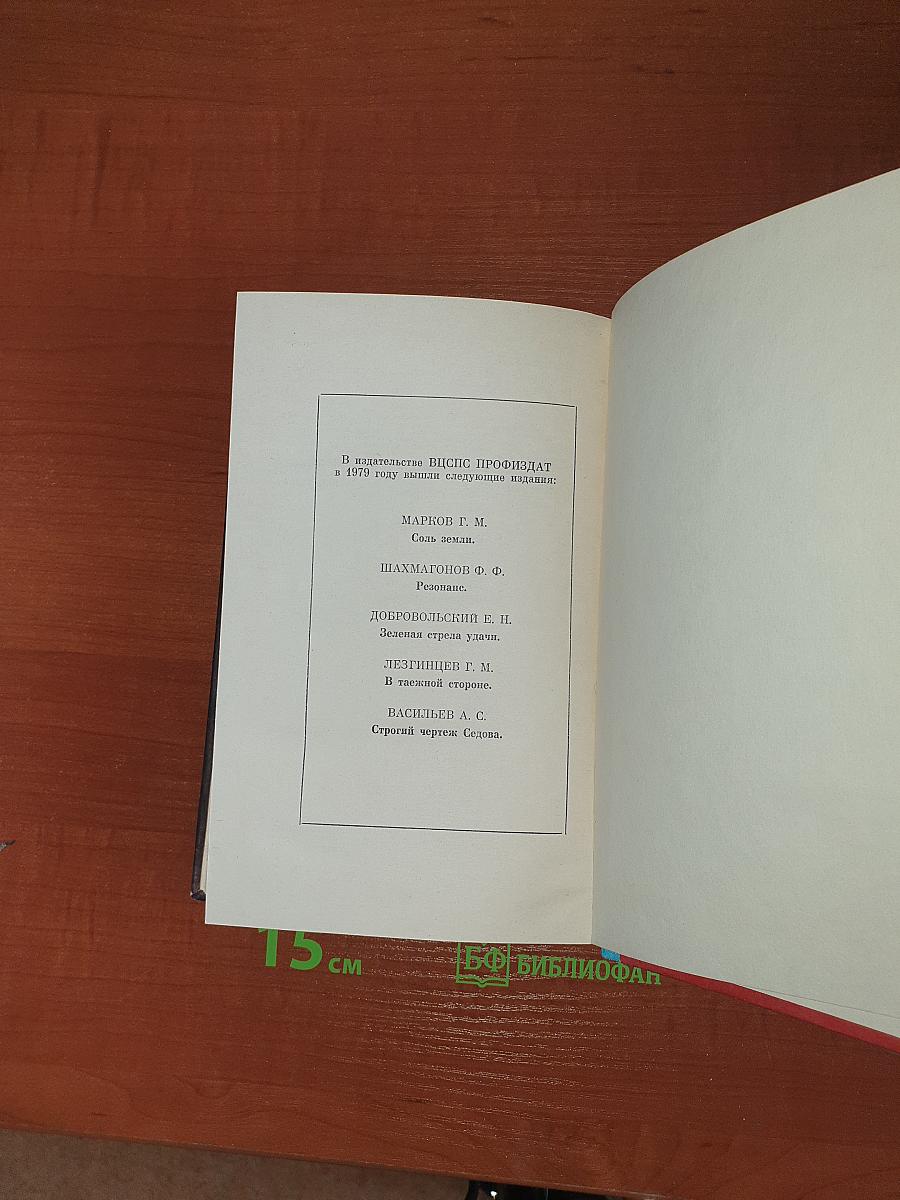 В издательстве ВЦСПС ПРОФИЗДАТ
в 1979 году вышли следующие издания:
МАРКОВ Г. М.
Соль земли.
ШАХМАГОНОВ Ф. Ф.
Резонанс.
ДОБРОВОЛЬСКИЙ Е. Н.
Зеленая стрела удачи.
ЛЕЗГИНЦЕВ Г. М.
В таежной стороне.
ВАСИЛЬЕВ А. С.
Строгий чертеж Седова.
15 см
БФ БИБЛИОФАН